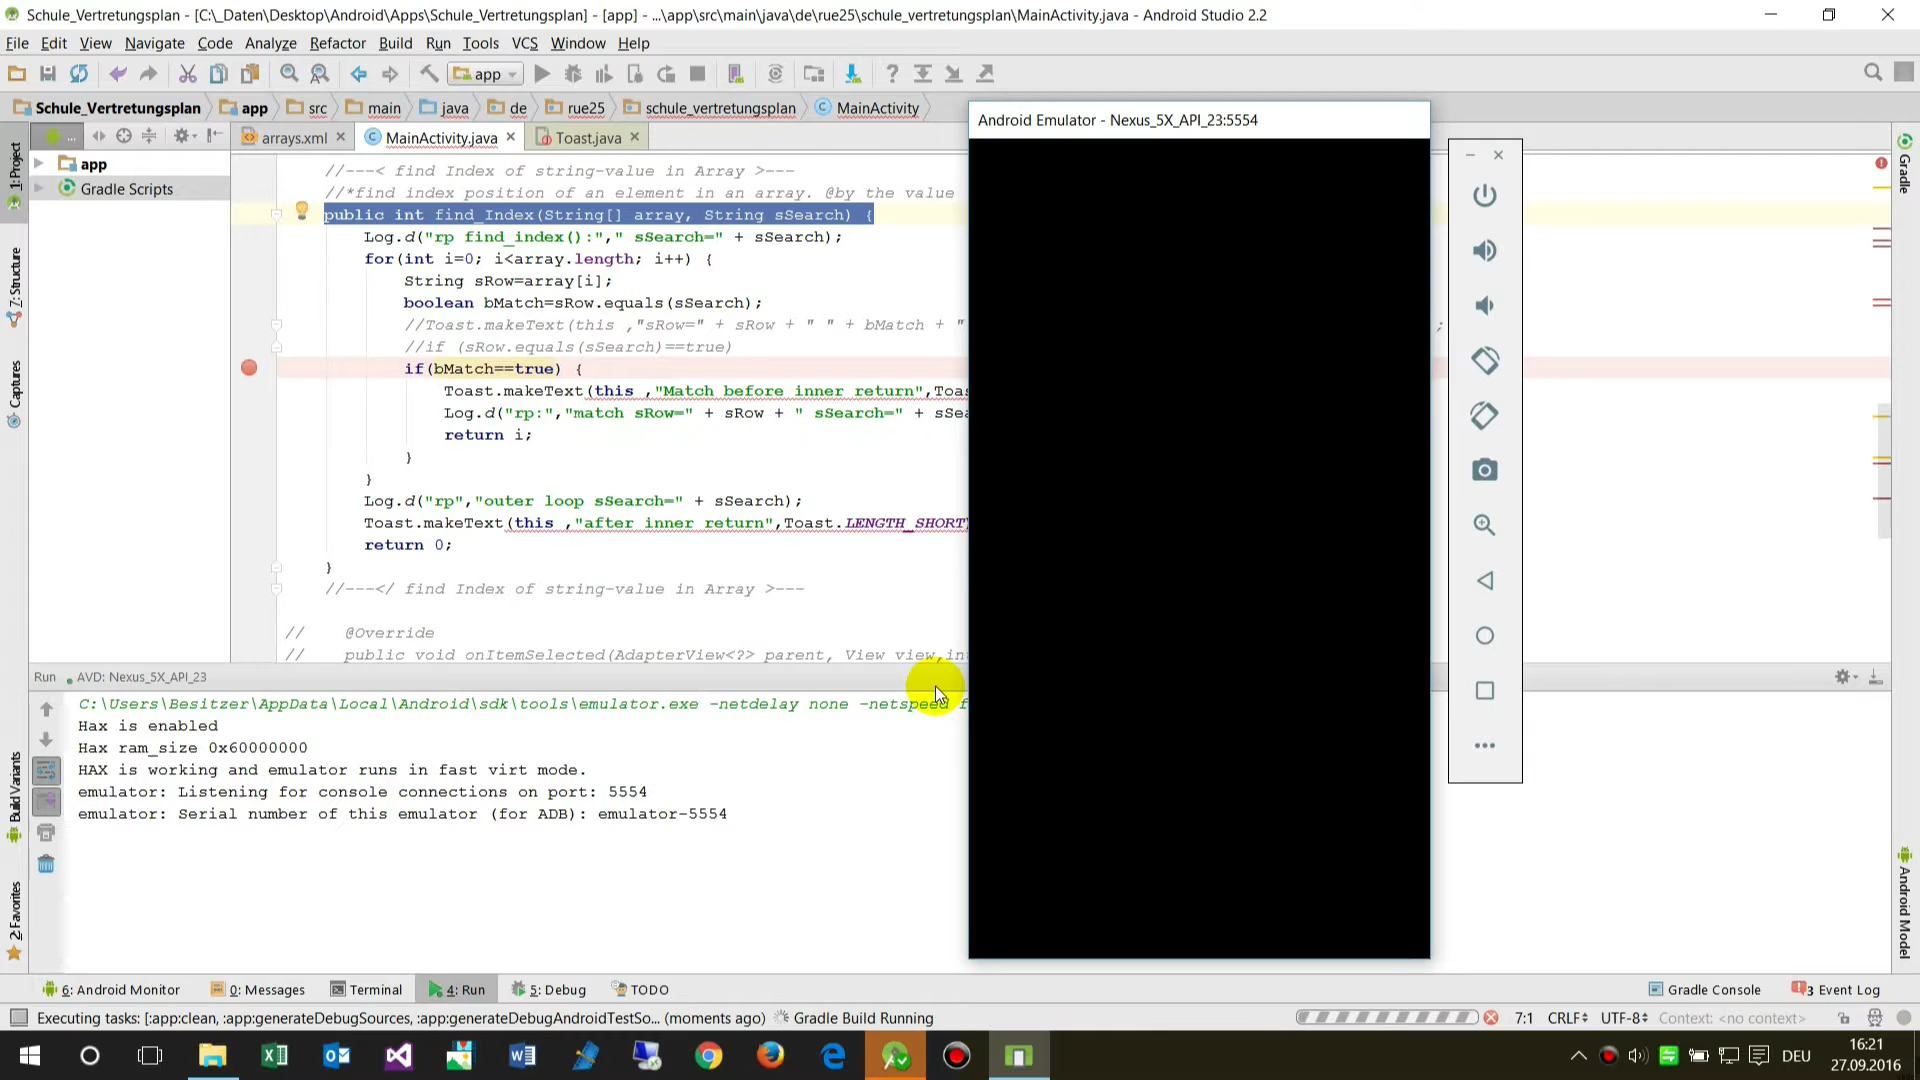 Schule_Vertretungsplan - [C:\_Daten\Desktop\Android\Apps\Schule_Vertretungsplan] - [app] - ...\app\src\main\java\de\rue25\schule_vertretungsplan\MainActivity.java - Android Studio 2.2
File Edit View Navigate Code Analyze Refactor Build Run Tools VCS Window Help
app
Schule_Vertretungsplan app src main java de rue25 schule_vertretungsplan MainActivity
Android Emulator - Nexus_5X_API_23:5554
... arrays.xml MainActivity.java Toast.java
1: Project
7: Structure
Captures
Build Variants
2: Favorites
app
Gradle Scripts
//---< find Index of string-value in Array >---
//*find index position of an element in an array. @by the value
public int find_Index(String[] array, String sSearch) {
Log.d("rp find_index():"," sSearch=" + sSearch);
for(int i=0; i<array.length; i++) {
String sRow=array[i];
boolean bMatch=sRow.equals(sSearch);
//Toast.makeText(this ,"sRow=" + sRow + " " + bMatch + " ;
//if (sRow.equals(sSearch)==true)
if(bMatch==true) {
Toast.makeText(this ,"Match before inner return",Toas
Log.d("rp:","match sRow=" + sRow + " sSearch=" + sSea
return i;
}
}
Log.d("rp","outer loop sSearch=" + sSearch);
Toast.makeText(this ,"after inner return",Toast.LENGTH_SHORT)
return 0;
}
//---</ find Index of string-value in Array >---
// @Override
// public void onItemSelected(AdapterView<?> parent, View view,in
Run AVD: Nexus_5X_API_23
C:\Users\Besitzer\AppData\Local\Android\sdk\tools\emulator.exe -netdelay none -netspeed f
Hax is enabled
Hax ram_size 0x60000000
HAX is working and emulator runs in fast virt mode.
emulator: Listening for console connections on port: 5554
emulator: Serial number of this emulator (for ADB): emulator-5554
Gradle
Android Model
6: Android Monitor 0: Messages Terminal 4: Run 5: Debug TODO Gradle Console 3 Event Log
Executing tasks: [:app:clean, :app:generateDebugSources, :app:generateDebugAndroidTestSo... (moments ago) Gradle Build Running 7:1 CRLF UTF-8 Context: <no context>
DEU
16:21
27.09.2016